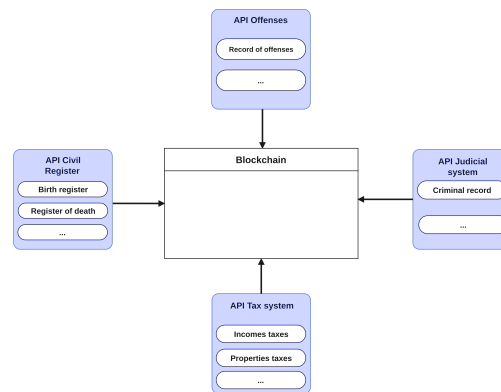 API Offenses
Record of offenses
...
Blockchain
API Civil
Register
Birth register
Register of death
...
API Judicial
system
Criminal record
...
API Tax system
Incomes taxes
Properties taxes
...